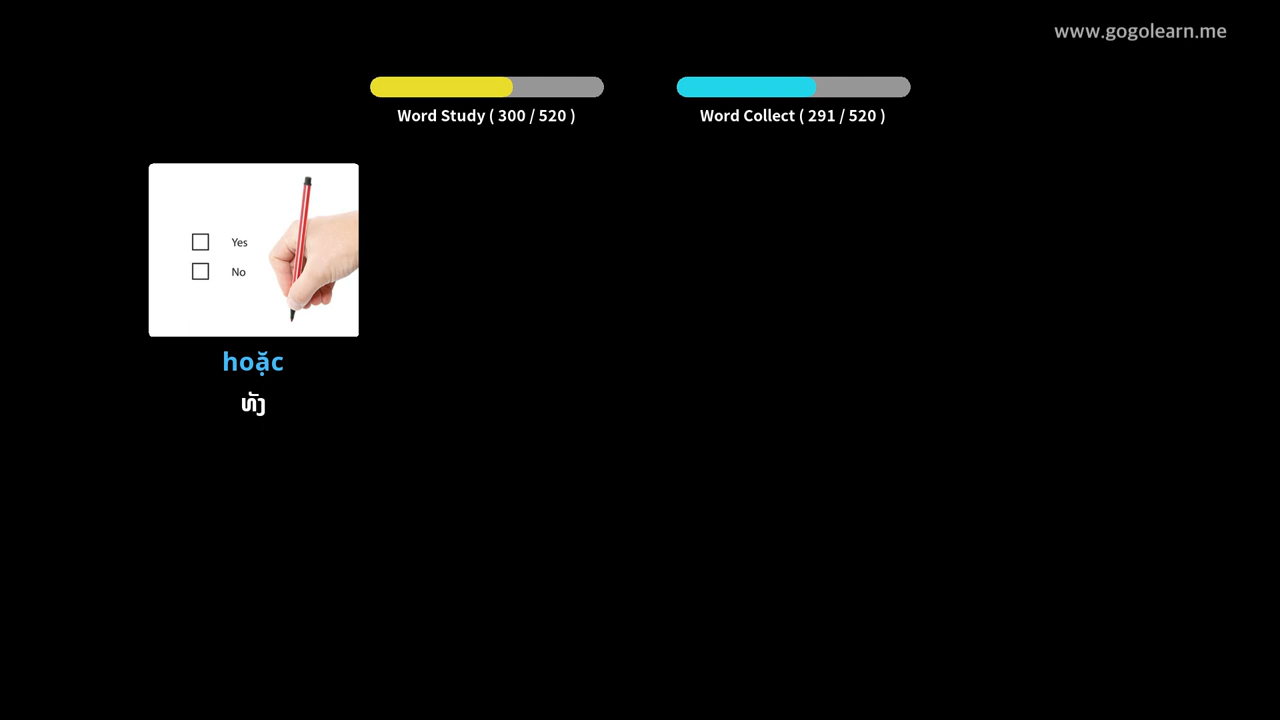 www.gogolearn.me
Word Study ( 300 / 520 )
Word Collect ( 291 / 520 )
Yes
No
hoặc
ທັງ